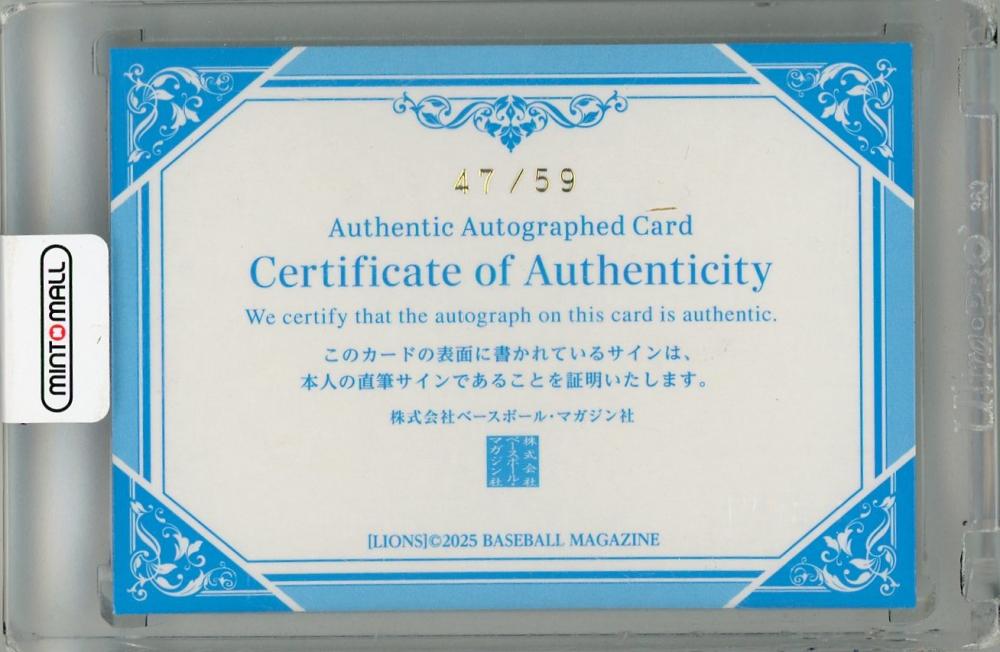 47/59
Authentic Autographed Card
Certificate of Authenticity
We certify that the autograph on this card is authentic.
このカードの表面に書かれているサインは、
本人の直筆サインであることを証明いたします。
株式会社ベースボール・マガジン社
株式会社
ベースボール・
マガジン社
[LIONS]©2025 BASEBALL MAGAZINE
MINTOMALL